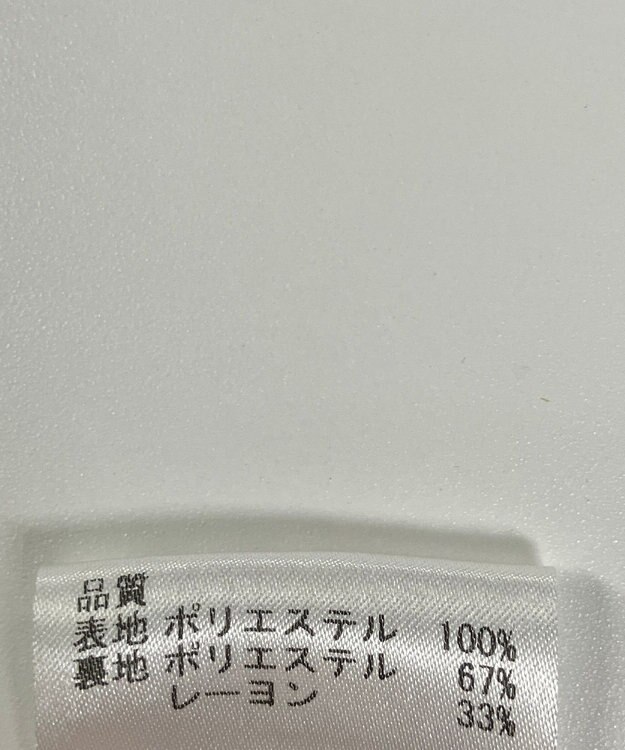 品質
表地 ポリエステル 100%
裏地 ポリエステル 67%
レーヨン 33%